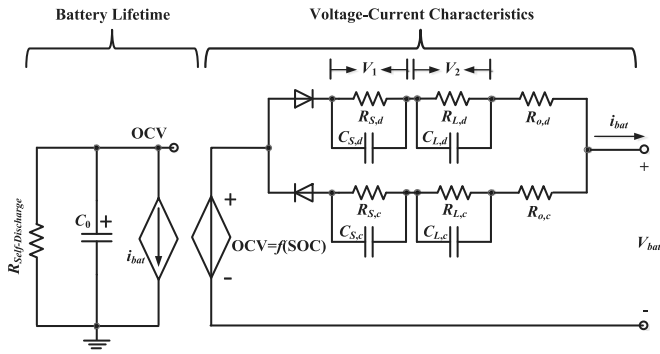 Battery Lifetime
Voltage-Current Characteristics
V1
V2
RS,d
RL,d
Ro,d
CS,d
CL,d
ibat
+
OCV
RSelf-Discharge
C0
+
ibat
+
OCV=f(SOC)
-
RS,c
RL,c
Ro,c
CS,c
CL,c
Vbat
-